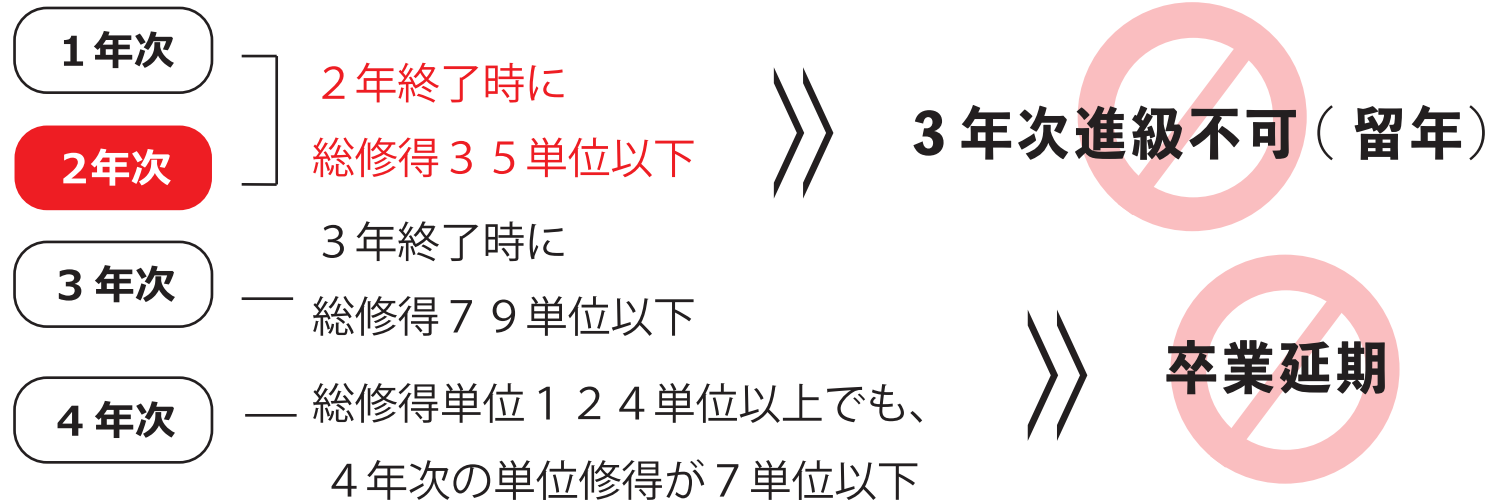 1年次
2年次
2年終了時に
総修得35単位以下
3年次進級不可(留年)
3年次
3年終了時に
総修得79単位以下
4年次
総修得単位124単位以上でも、
4年次の単位修得が7単位以下
卒業延期